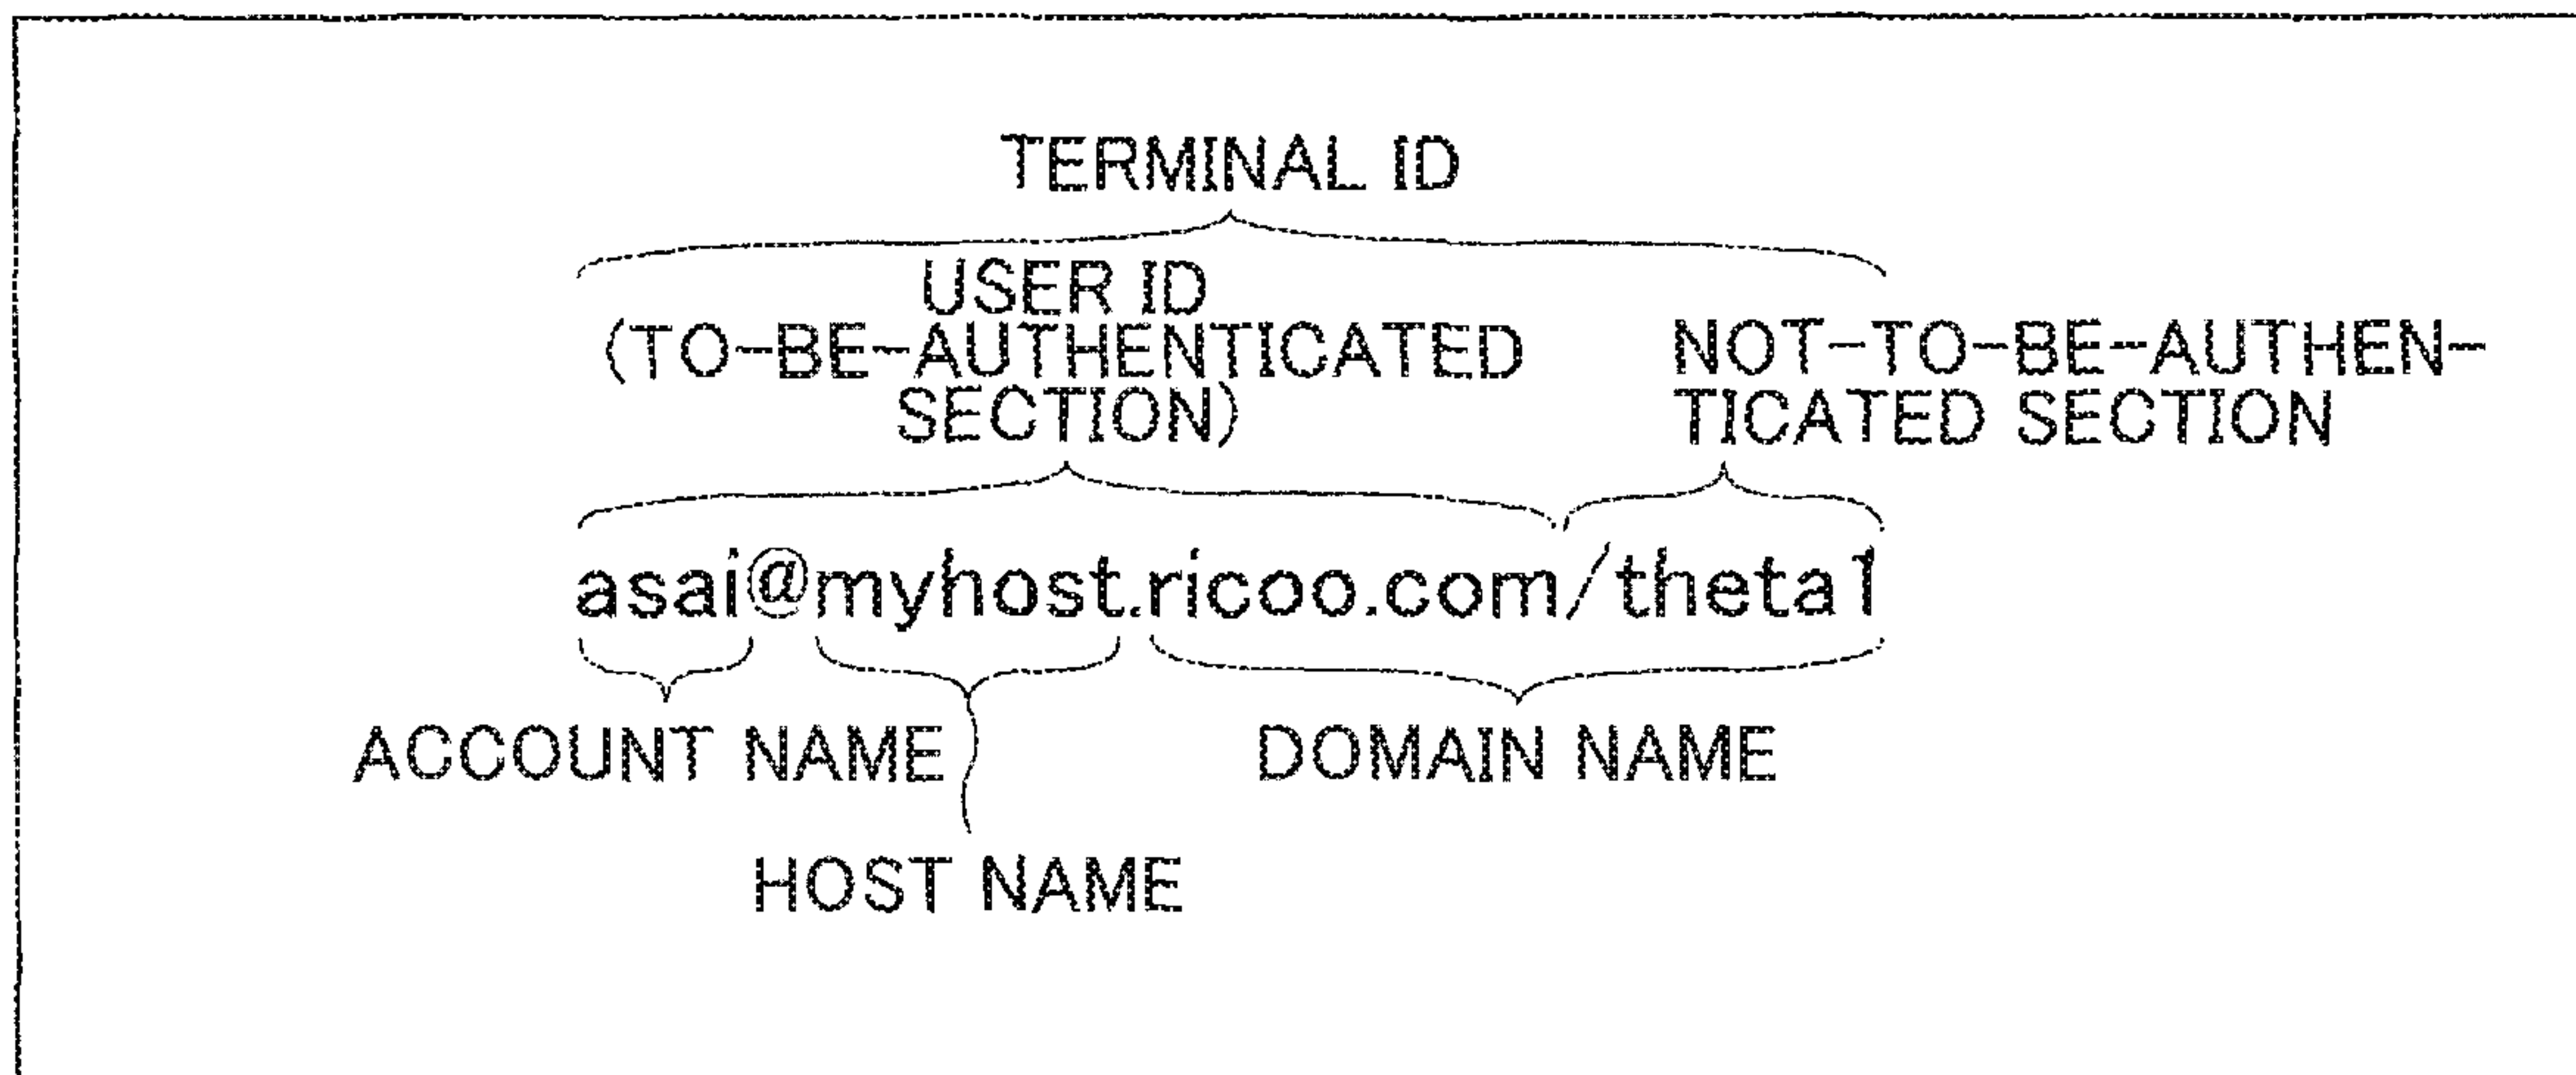 TERMINAL ID
USER ID
(TO-BE-AUTHENTICATED
SECTION)
NOT-TO-BE-AUTHEN-
TICATED SECTION
asai@myhost.ricoo.com/theta1
ACCOUNT NAME
DOMAIN NAME
HOST NAME